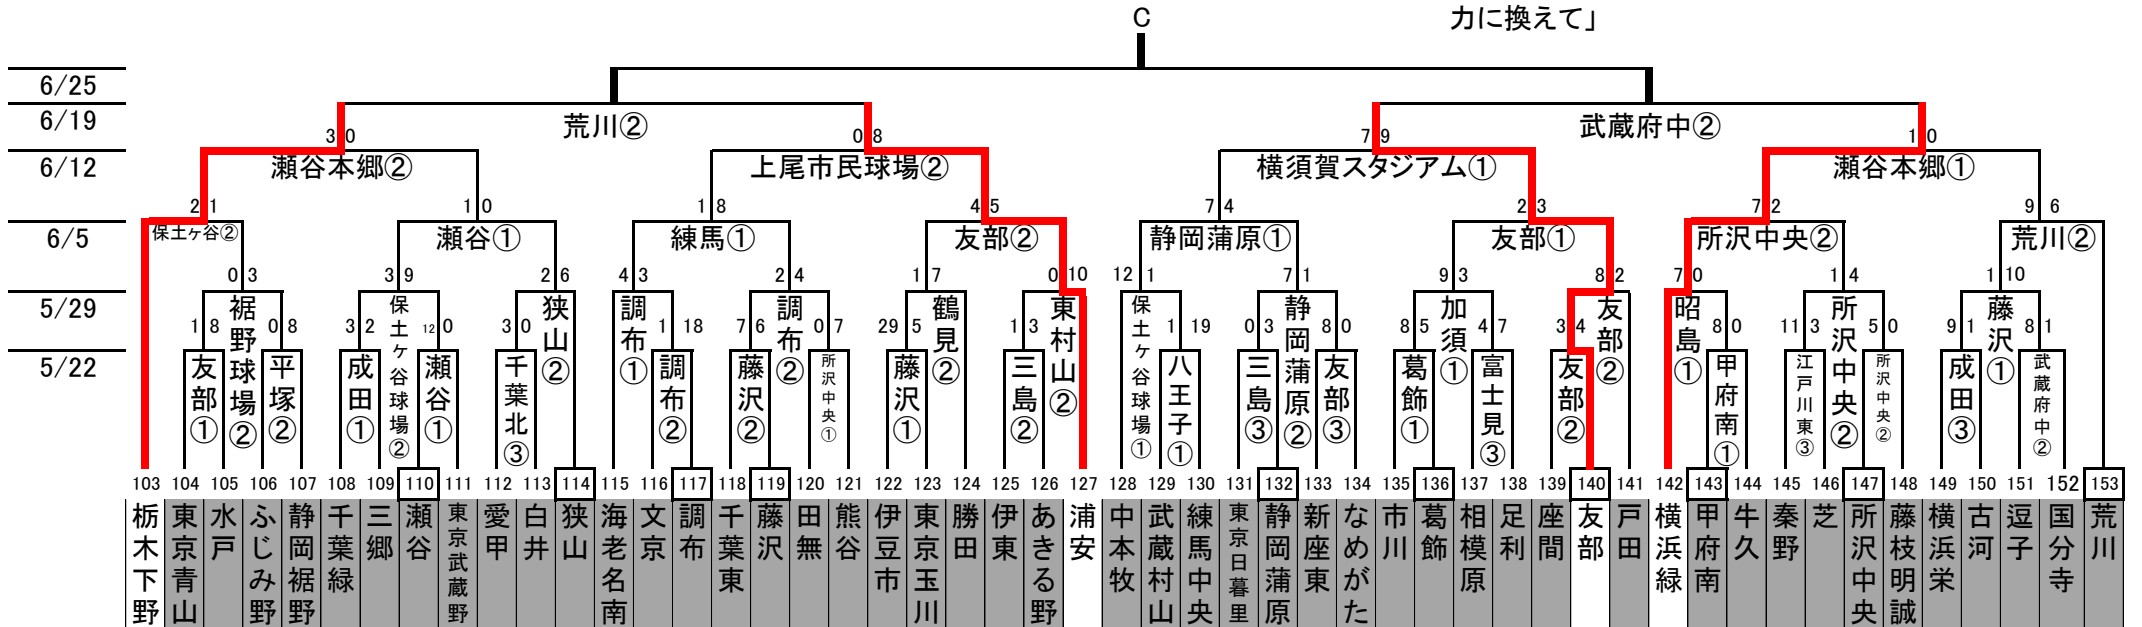 C 力に換えて」
6/25
6/19 荒川② 武蔵府中②
3 0 0 8 7 9 1 0
6/12 瀬谷本郷② 上尾市民球場② 横須賀スタジアム① 瀬谷本郷①
2 1 1 0 1 8 4 5 7 4 2 3 7 2 9 6
6/5 保土ヶ谷② 瀬谷① 練馬① 友部② 静岡蒲原① 友部① 所沢中央② 荒川②
0 3 3 9 2 6 4 3 2 4 1 7 0 10 12 1 7 1 9 3 8 2 7 0 1 4 1 10
5/29 裾野球場② 保土ヶ谷球場② 狭山② 調布① 調布② 鶴見② 東村山② 保土ヶ谷球場① 静岡蒲原② 加須① 友部② 昭島① 所沢中央② 藤沢①
1 8 0 8 3 2 12 0 3 0 1 18 7 6 0 7 29 5 1 3 1 19 0 3 8 0 8 5 4 7 3 4 8 0 11 3 5 0 9 1 8 1
5/22 友部① 平塚② 成田① 瀬谷① 千葉北③ 調布② 藤沢② 所沢中央① 藤沢① 三島② 八王子① 三島③ 友部③ 葛飾① 富士見③ 友部② 甲府南① 江戸川東③ 所沢中央② 成田③ 武蔵府中②
103 104 105 106 107 108 109 110 111 112 113 114 115 116 117 118 119 120 121 122 123 124 125 126 127 128 129 130 131 132 133 134 135 136 137 138 139 140 141 142 143 144 145 146 147 148 149 150 151 152 153
栃木下野 東京青山 水戸 ふじみ野 静岡裾野 千葉緑 三郷 瀬谷 東京武蔵野 愛甲 白井 狭山 海老名南 文京 調布 千葉東 藤沢 田無 熊谷 伊豆市 東京玉川 勝田 伊東 あきる野 浦安 中本牧 武蔵村山 練馬中央 東京日暮里 静岡蒲原 新座東 なめがた 市川 葛飾 相模原 足利 座間 友部 戸田 横浜緑 甲府南 牛久 秦野 芝 所沢中央 藤枝明誠 横浜栄 古河 逗子 国分寺 荒川